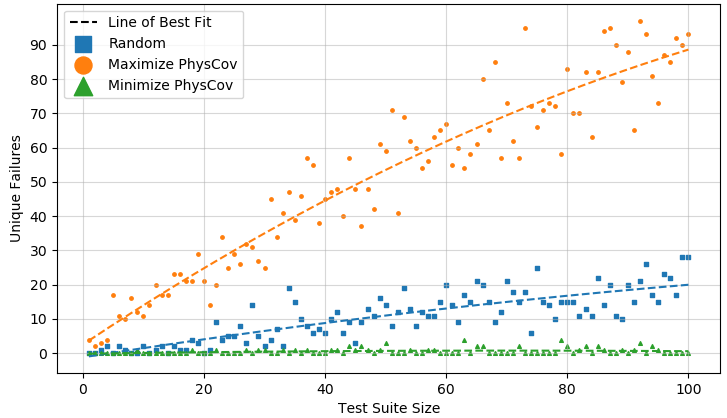 Line of Best Fit
Random
Maximize PhysCov
Minimize PhysCov
90
80
70
60
50
40
30
20
10
0
Unique Failures
0 20 40 60 80 100
Test Suite Size